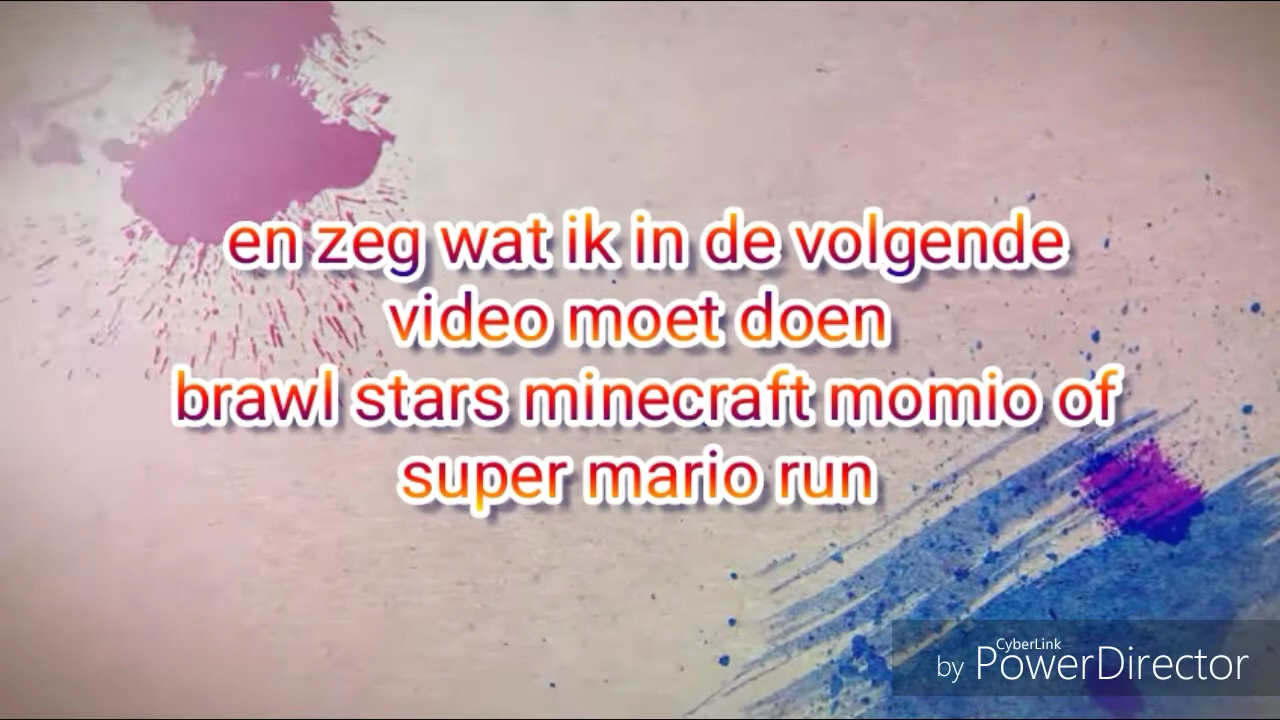 en zeg wat ik in de volgende
video moet doen
brawl stars minecraft momio of
super mario run
CyberLink
by PowerDirector